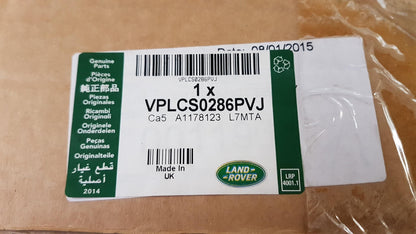 Date: 08/01/2015
Genuine
Parts
Pièces
d'Origine
純正部品
Piezas
Originales
Ricambi
Originali
Originele
Onderdelen
Peças
Genuinas
Originalteile
قطع غيار
أصلية
2014
VPLCS0286PVJ
1 x
VPLCS0286PVJ
Ca5 A1178123 L7MTA
Made In
UK
LAND
ROVER
LRP
4001.1